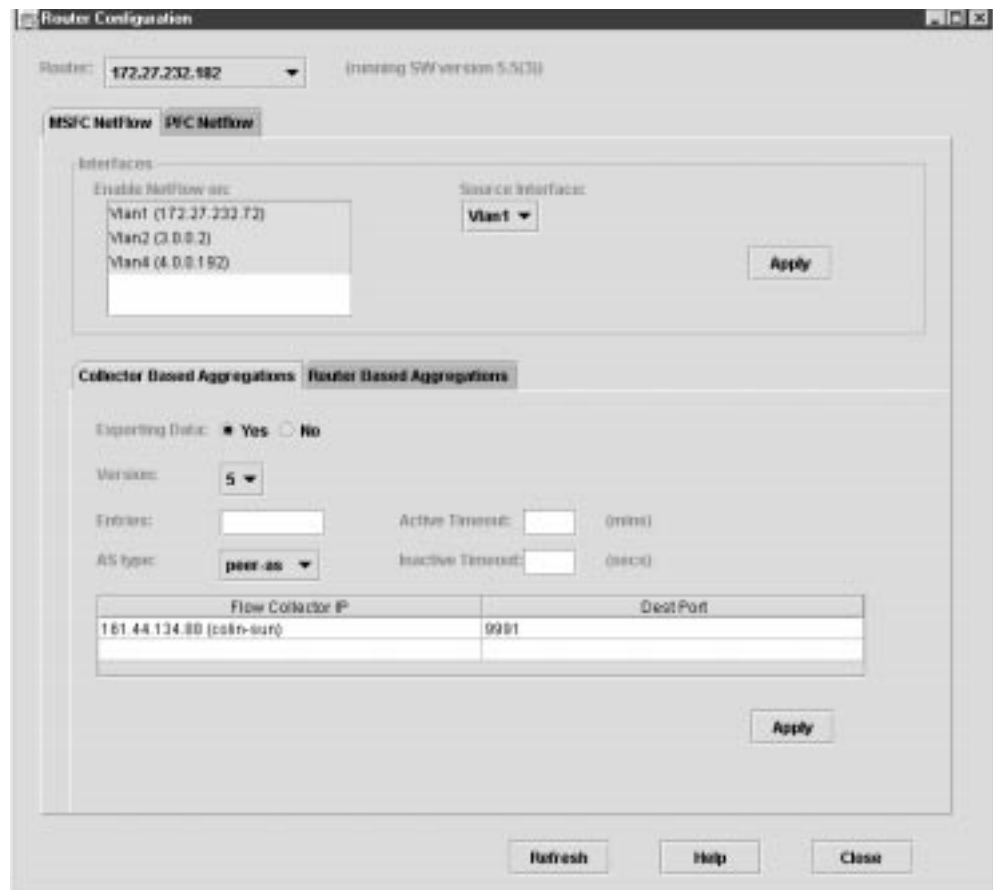 Router Configuration
Router: 172.27.232.182 (running SW version 5.5(3))
MSFC NetFlow PFC Netflow
Interfaces
Enable Netflow on: Source Interface:
Vlan1 (172.27.233.72) Vlan1
Vlan2 (3.0.0.2)
Vlan4 (4.0.0.192)
Apply
Collector Based Aggregations Router Based Aggregations
Exporting Data: Yes No
Version: 5
Entries: Active Timeout: (mins)
AS type: peer-as Inactive Timeout: (secs)
Flow Collector IP Dest Port
161.44.134.88 (colin-sun) 9991
Apply
Refresh Help Close